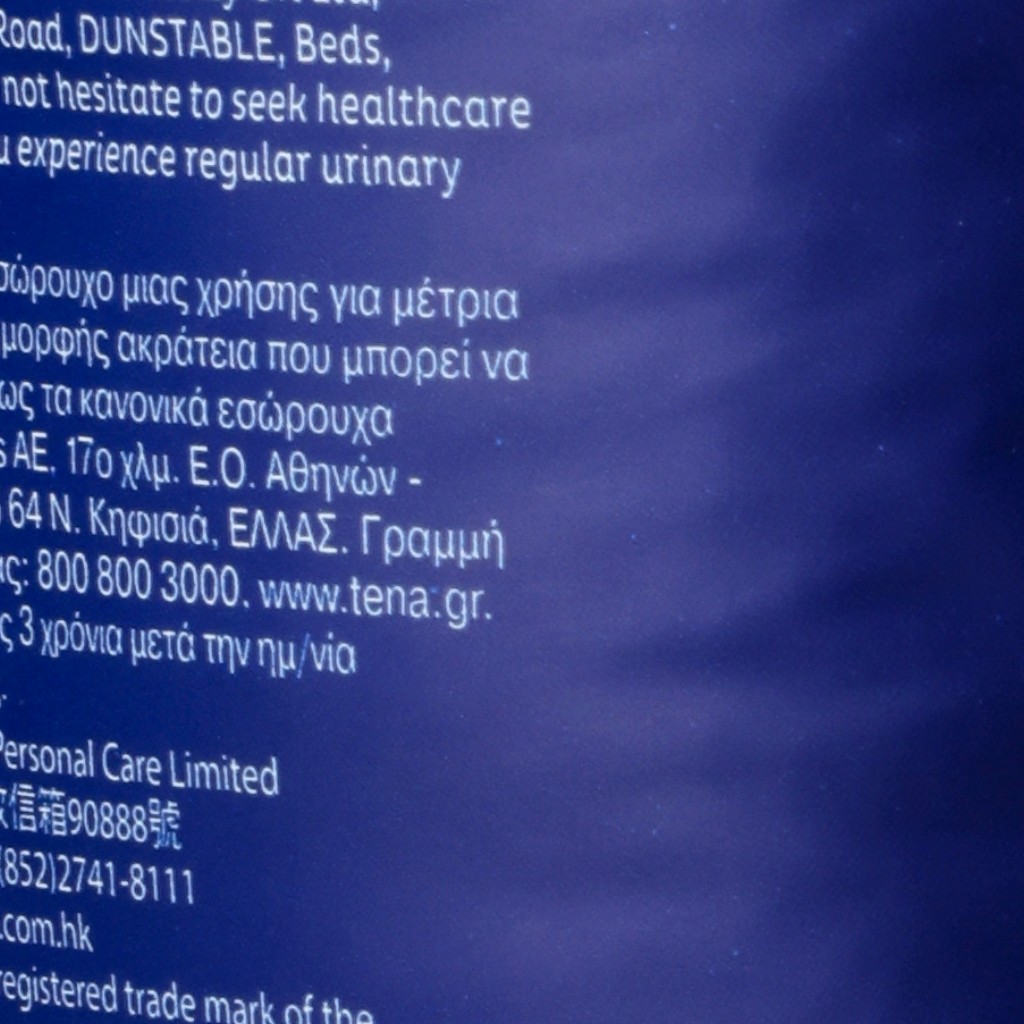 Road, DUNSTABLE, Beds,
not hesitate to seek healthcare
experience regular urinary
μιας χρήσης για μέτρια
μορφής ακράτεια που μπορεί να
τα κανονικά εσώρουχα
ΑΕ. 17ο χλμ. Ε.Ο. Αθηνών -
64 Ν. Κηφισιά, ΕΛΛΑΣ. Γραμμή
800 800 3000. www.tena.gr.
3 χρόνια μετά την ημ/νία
Personal Care Limited
信箱90888號
(852)2741-8111
.com.hk
registered trade mark of the